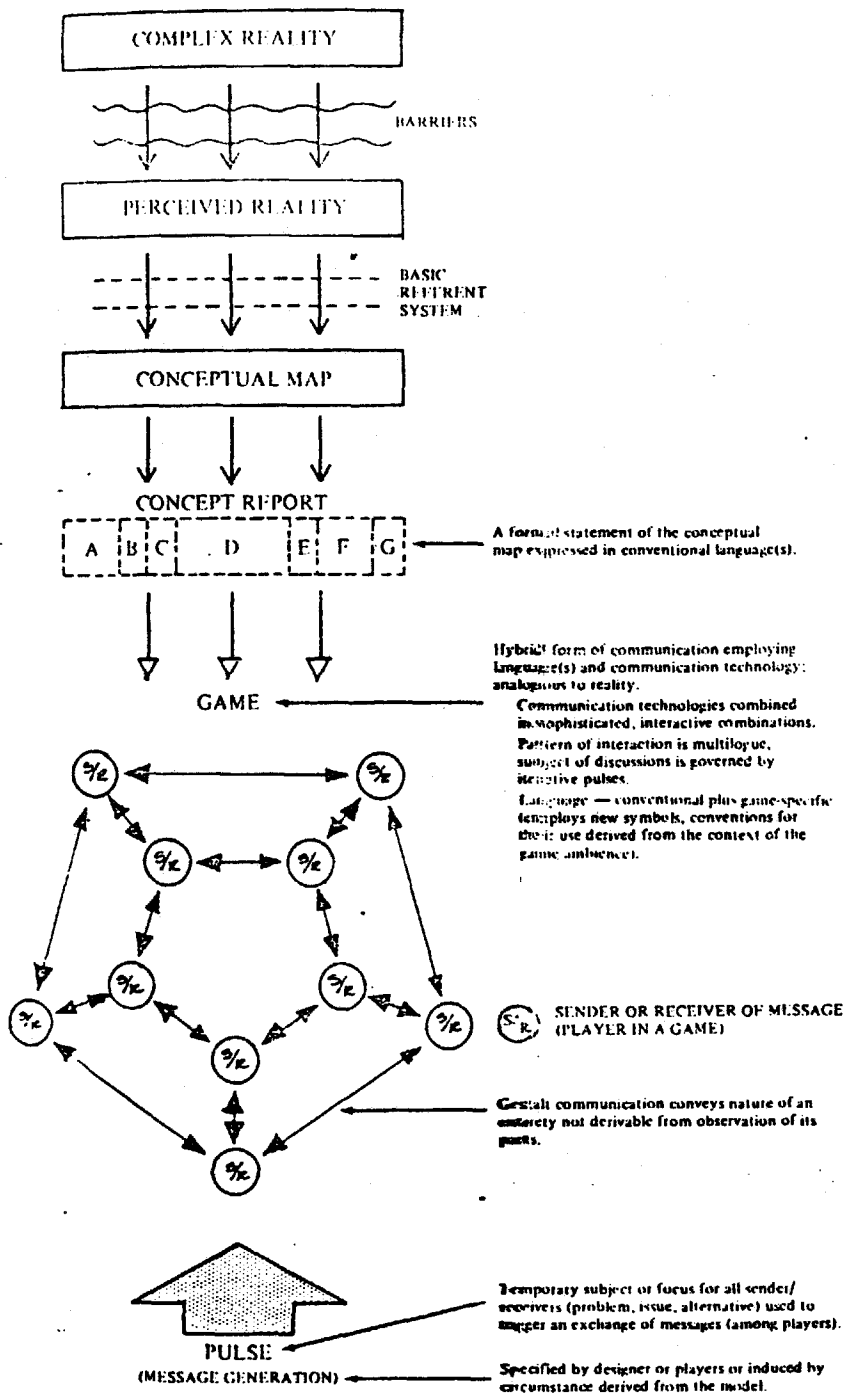 COMPLEX REALITY
BARRIERS
PERCEIVED REALITY
BASIC
REFERENT
SYSTEM
CONCEPTUAL MAP
CONCEPT REPORT
A B C D E F G
A formal statement of the conceptual
map expressed in conventional language(s).
Hybrid form of communication employing
language(s) and communication technology;
analogous to reality.
GAME
Communication technologies combined
in sophisticated, interactive combinations.
Pattern of interaction is multilogue,
subject of discussions is governed by
iterative pulses.
Language — conventional plus game-specific
(employs new symbols, conventions for
their use derived from the context of the
game ambience).
S/R S/R
S/R S/R
S/R S/R
S/R S/R
S/R
S/R
S/R SENDER OR RECEIVER OF MESSAGE
(PLAYER IN A GAME)
Gestalt communication conveys nature of an
entirety not derivable from observation of its
parts.
Temporary subject or focus for all sender/
receivers (problem, issue, alternative) used to
trigger an exchange of messages (among players).
PULSE
(MESSAGE GENERATION)
Specified by designer or players or induced by
circumstance derived from the model.